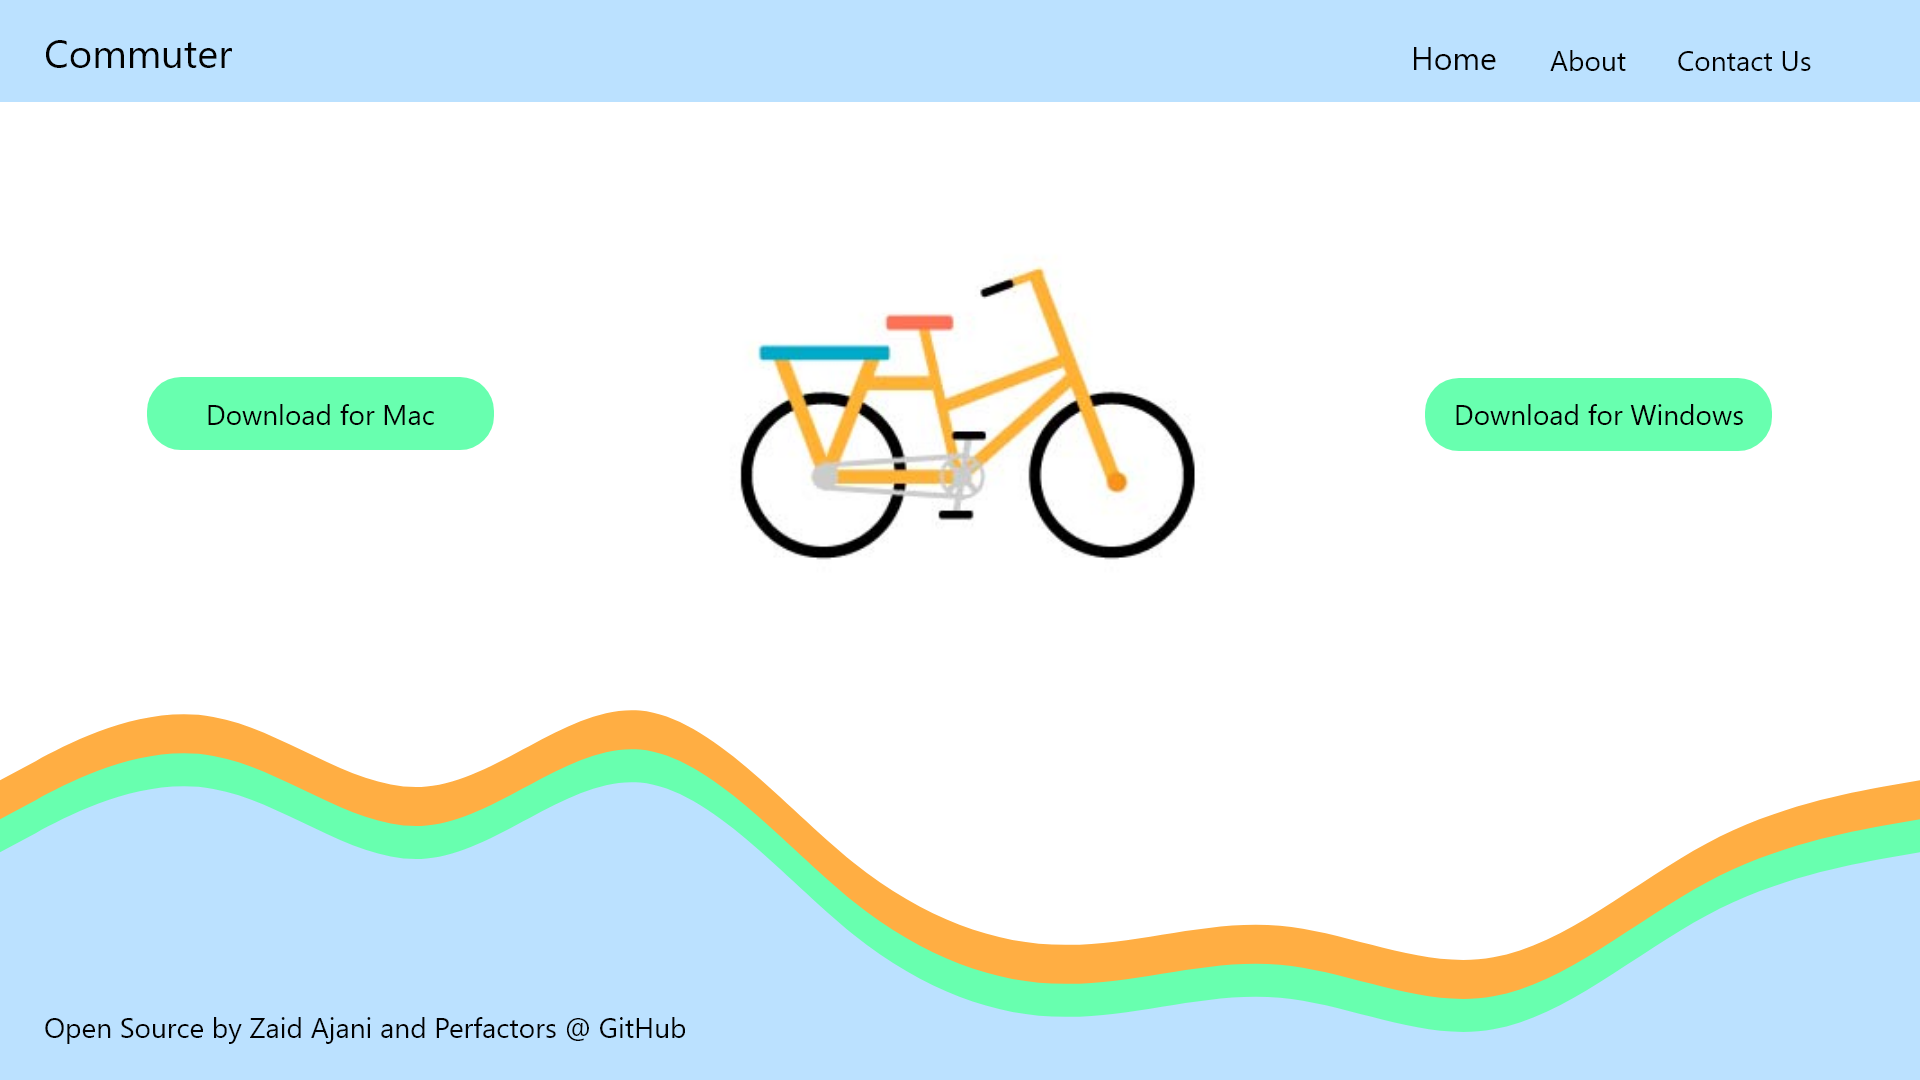 Commuter
Home
About
Contact Us
Download for Mac
Download for Windows
Open Source by Zaid Ajani and Perfactors @ GitHub